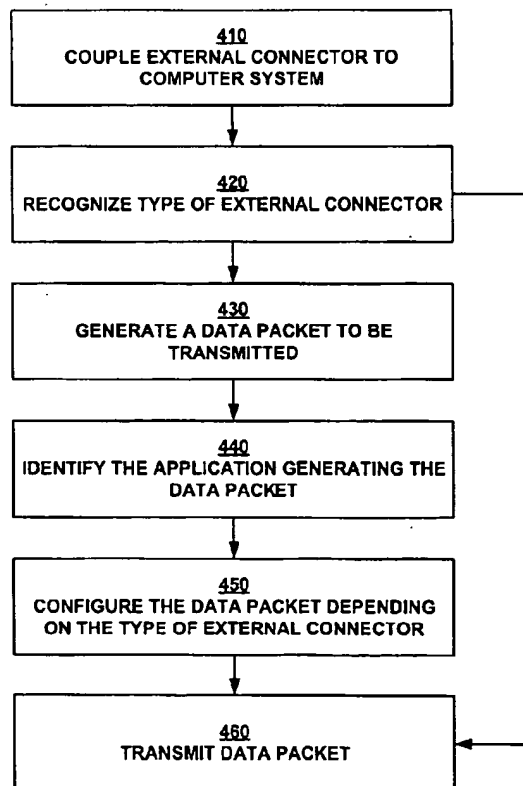 410
COUPLE EXTERNAL CONNECTOR TO
COMPUTER SYSTEM
420
RECOGNIZE TYPE OF EXTERNAL CONNECTOR
430
GENERATE A DATA PACKET TO BE
TRANSMITTED
440
IDENTIFY THE APPLICATION GENERATING THE
DATA PACKET
450
CONFIGURE THE DATA PACKET DEPENDING
ON THE TYPE OF EXTERNAL CONNECTOR
460
TRANSMIT DATA PACKET